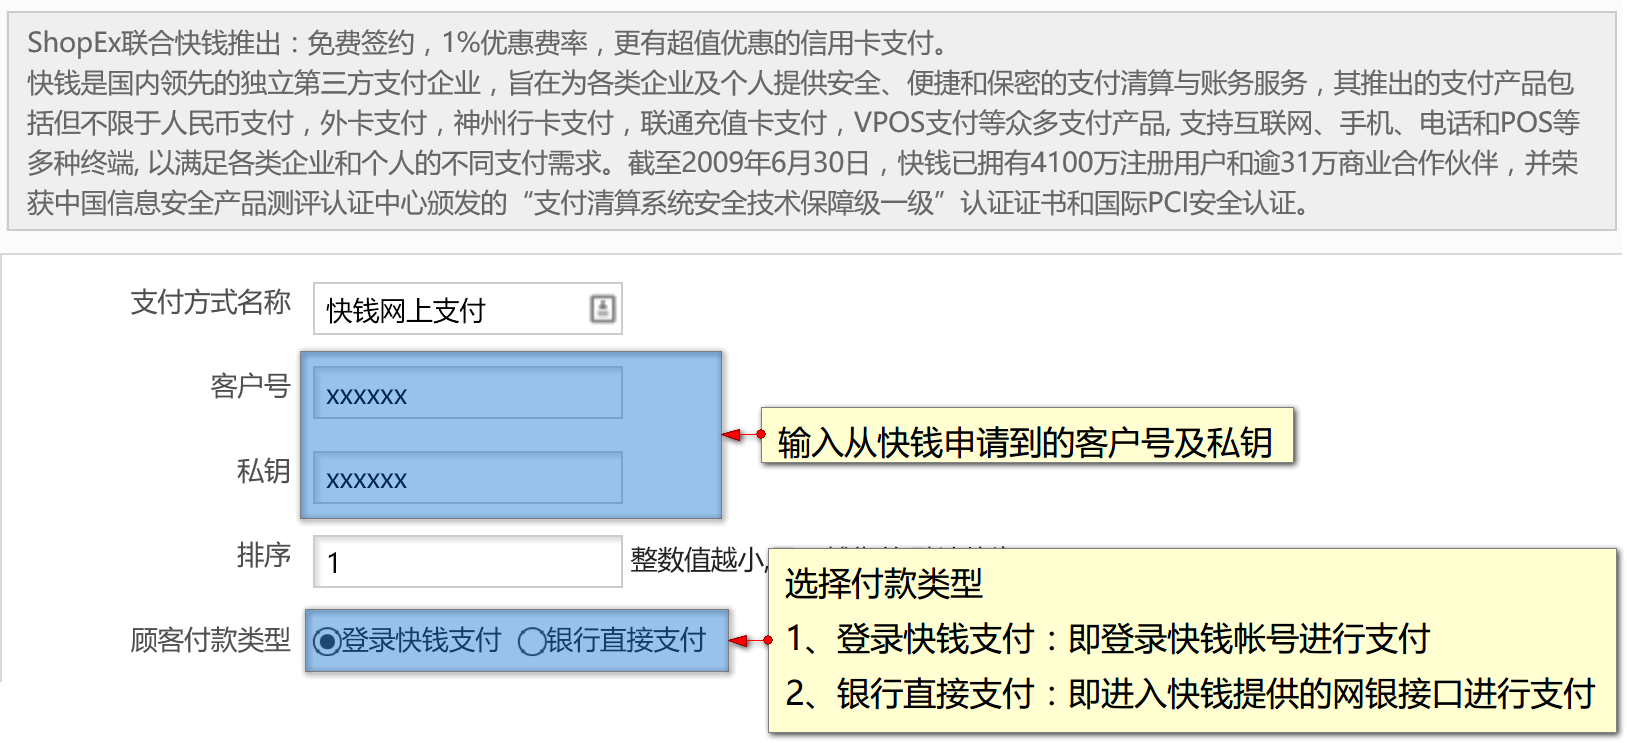 ShopEx联合快钱推出：免费签约，1%优惠费率，更有超值优惠的信用卡支付。
快钱是国内领先的独立第三方支付企业，旨在为各类企业及个人提供安全、便捷和保密的支付清算与账务服务，其推出的支付产品包
括但不限于人民币支付，外卡支付，神州行卡支付，联通充值卡支付，VPOS支付等众多支付产品, 支持互联网、手机、电话和POS等
多种终端, 以满足各类企业和个人的不同支付需求。截至2009年6月30日，快钱已拥有4100万注册用户和逾31万商业合作伙伴，并荣
获中国信息安全产品测评认证中心颁发的“支付清算系统安全技术保障级一级”认证证书和国际PCI安全认证。
支付方式名称 快钱网上支付
客户号 xxxxxx
输入从快钱申请到的客户号及私钥
私钥 xxxxxx
排序 1 整数值越小,
选择付款类型
顾客付款类型 登录快钱支付 银行直接支付
1、登录快钱支付：即登录快钱帐号进行支付
2、银行直接支付：即进入快钱提供的网银接口进行支付